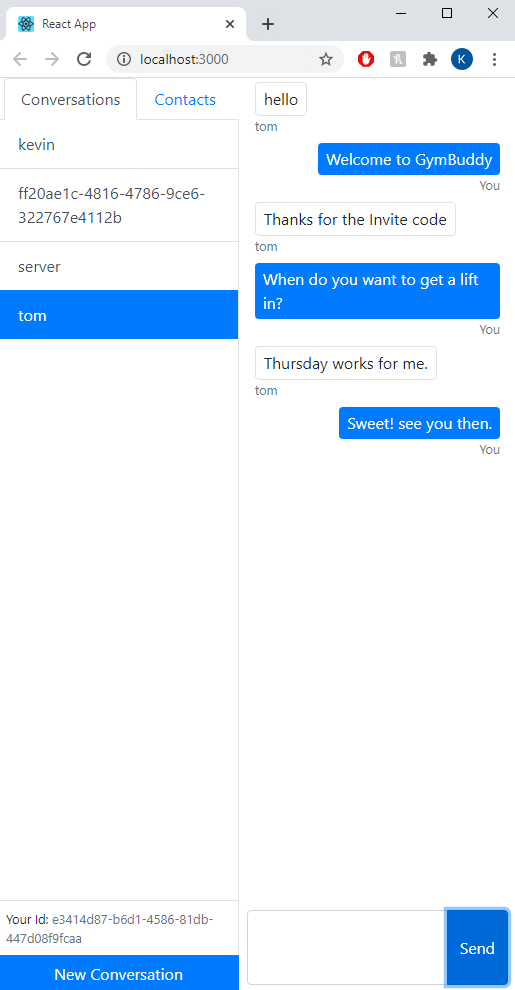 React App
localhost:3000
K
Conversations
Contacts
kevin
ff20ae1c-4816-4786-9ce6-
322767e4112b
server
tom
hello
tom
Welcome to GymBuddy
You
Thanks for the Invite code
tom
When do you want to get a lift
in?
You
Thursday works for me.
tom
Sweet! see you then.
You
Your Id: e3414d87-b6d1-4586-81db-
447d08f9fcaa
New Conversation
Send